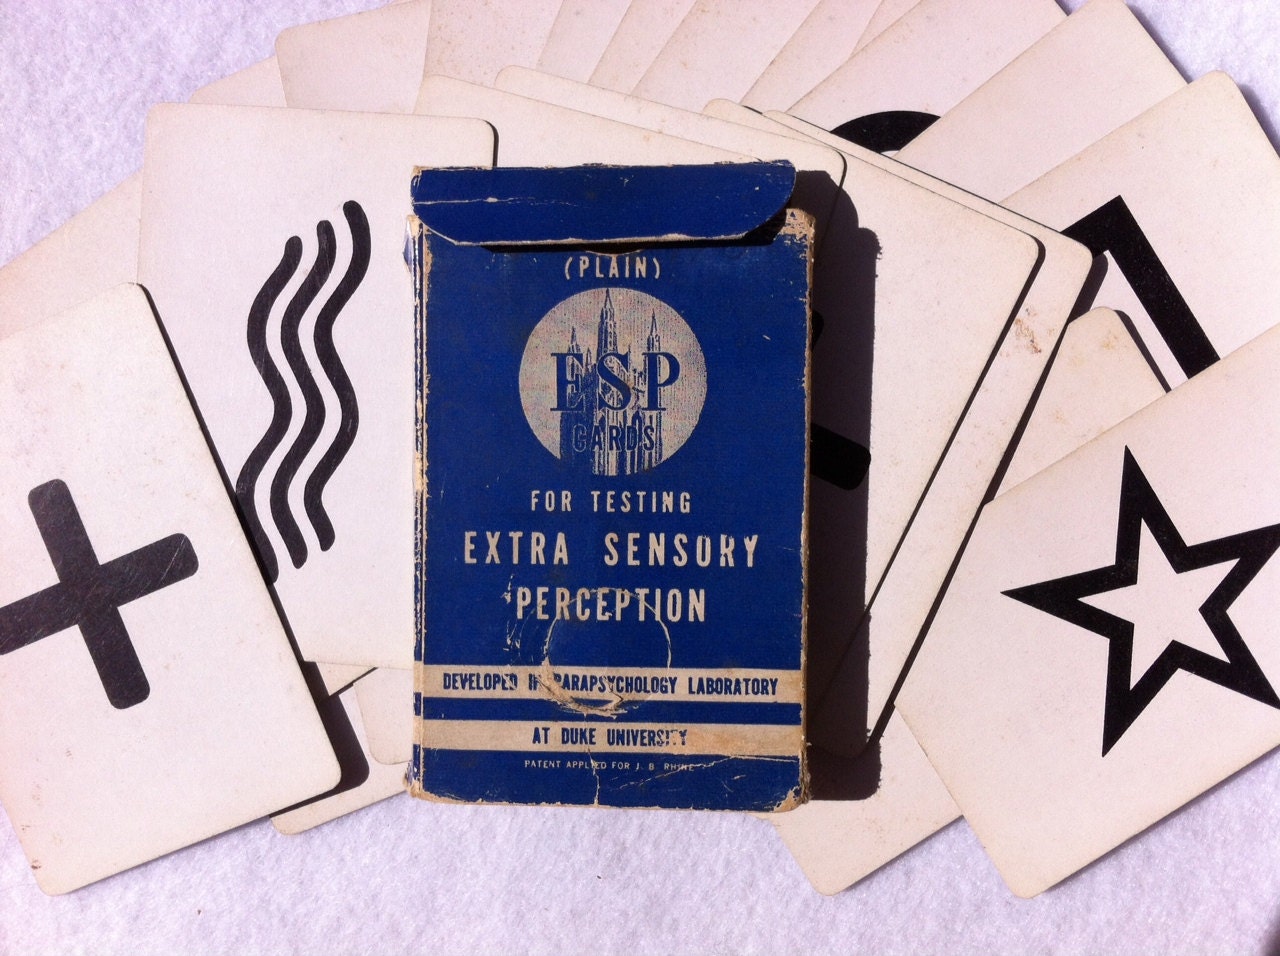 (PLAIN)
ESP
CARDS
FOR TESTING
EXTRA SENSORY
PERCEPTION
DEVELOPED IN PARAPSYCHOLOGY LABORATORY
AT DUKE UNIVERSITY
PATENT APPLIED FOR J. B. RHINE